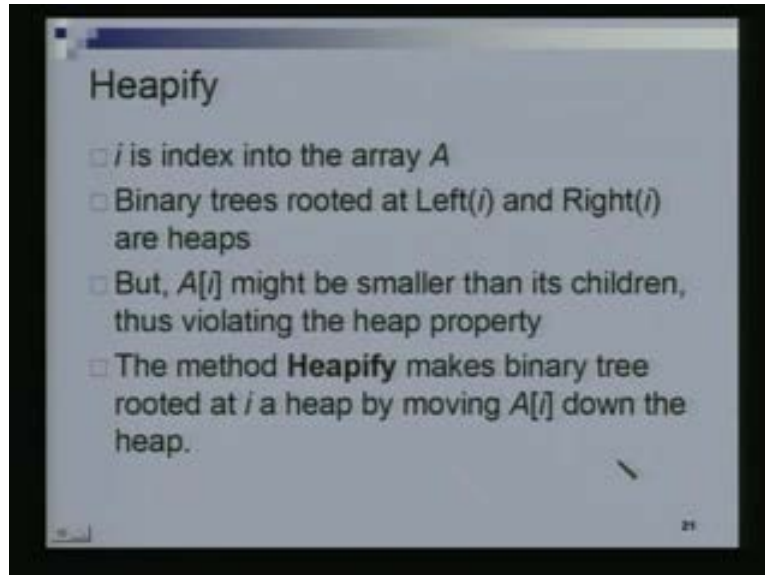 Heapify
i is index into the array A
Binary trees rooted at Left(i) and Right(i)
are heaps
But, A[i] might be smaller than its children,
thus violating the heap property
The method Heapify makes binary tree
rooted at i a heap by moving A[i] down the
heap.
21